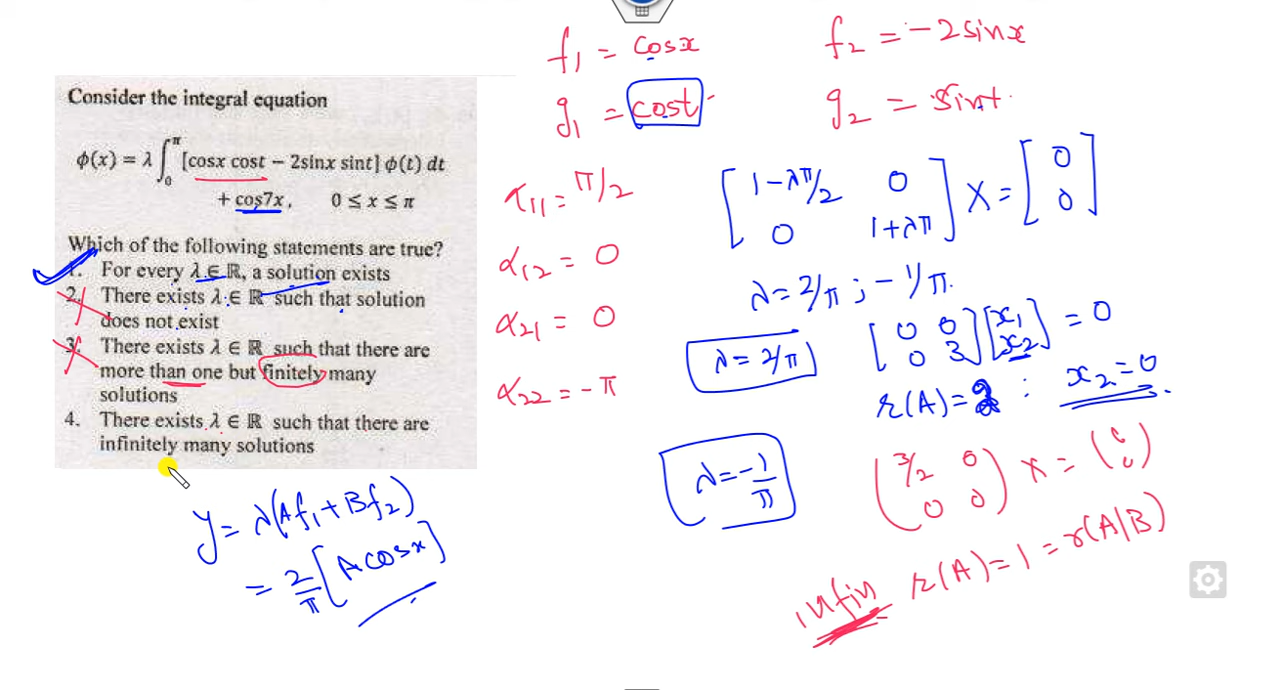 Consider the integral equation
ϕ(x) = λ ∫₀^π [cosx cost − 2sinx sint] ϕ(t) dt
+ cos7x, 0 ≤ x ≤ π
Which of the following statements are true?
1. For every λ ∈ ℝ, a solution exists
2. There exists λ ∈ ℝ such that solution
does not exist
3. There exists λ ∈ ℝ such that there are
more than one but finitely many
solutions
4. There exists λ ∈ ℝ such that there are
infinitely many solutions
y = λ(Af₁ + Bf₂)
= 2/π [A cosx]
f₁ = cosx
f₂ = −2sinx
g₁ = cost
g₂ = sint
α₁₁ = π/2
α₁₂ = 0
α₂₁ = 0
α₂₂ = −π
[1−λπ/2 0
0 1+λπ] X = [0
0]
λ = 2/π ; −1/π.
λ = 2/π
[0 0
0 3] [x₁
x₂] = 0
r(A) = :
x₂ = 0
λ = −1/π
(3/2 0
0 0) X =
infin r(A) = 1 = r(A|B)